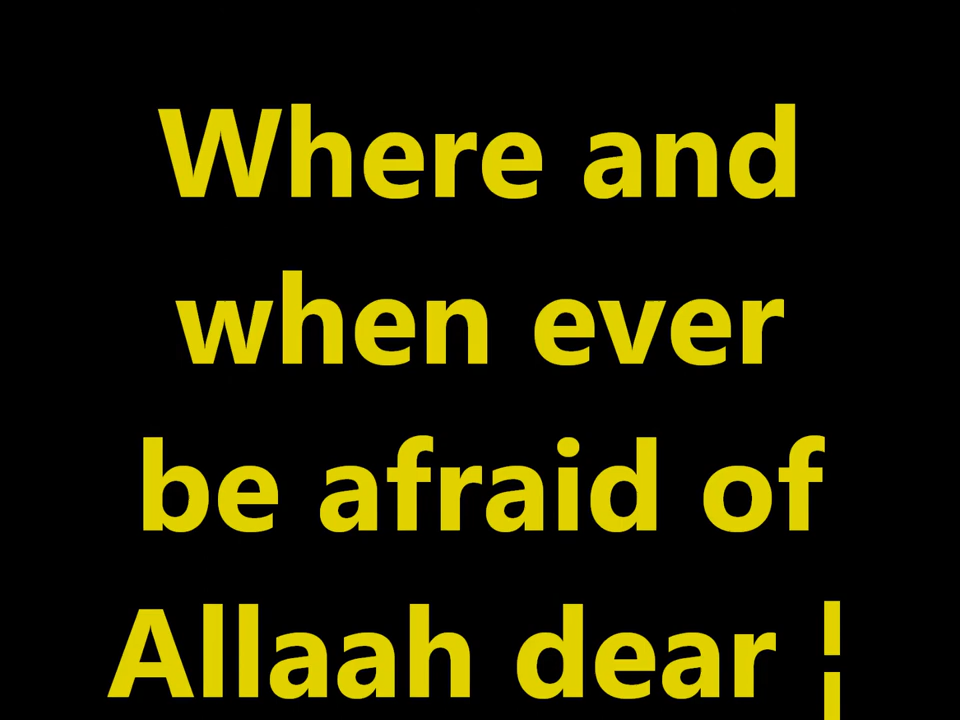 Where and
when ever
be afraid of
Allaah dear ¦